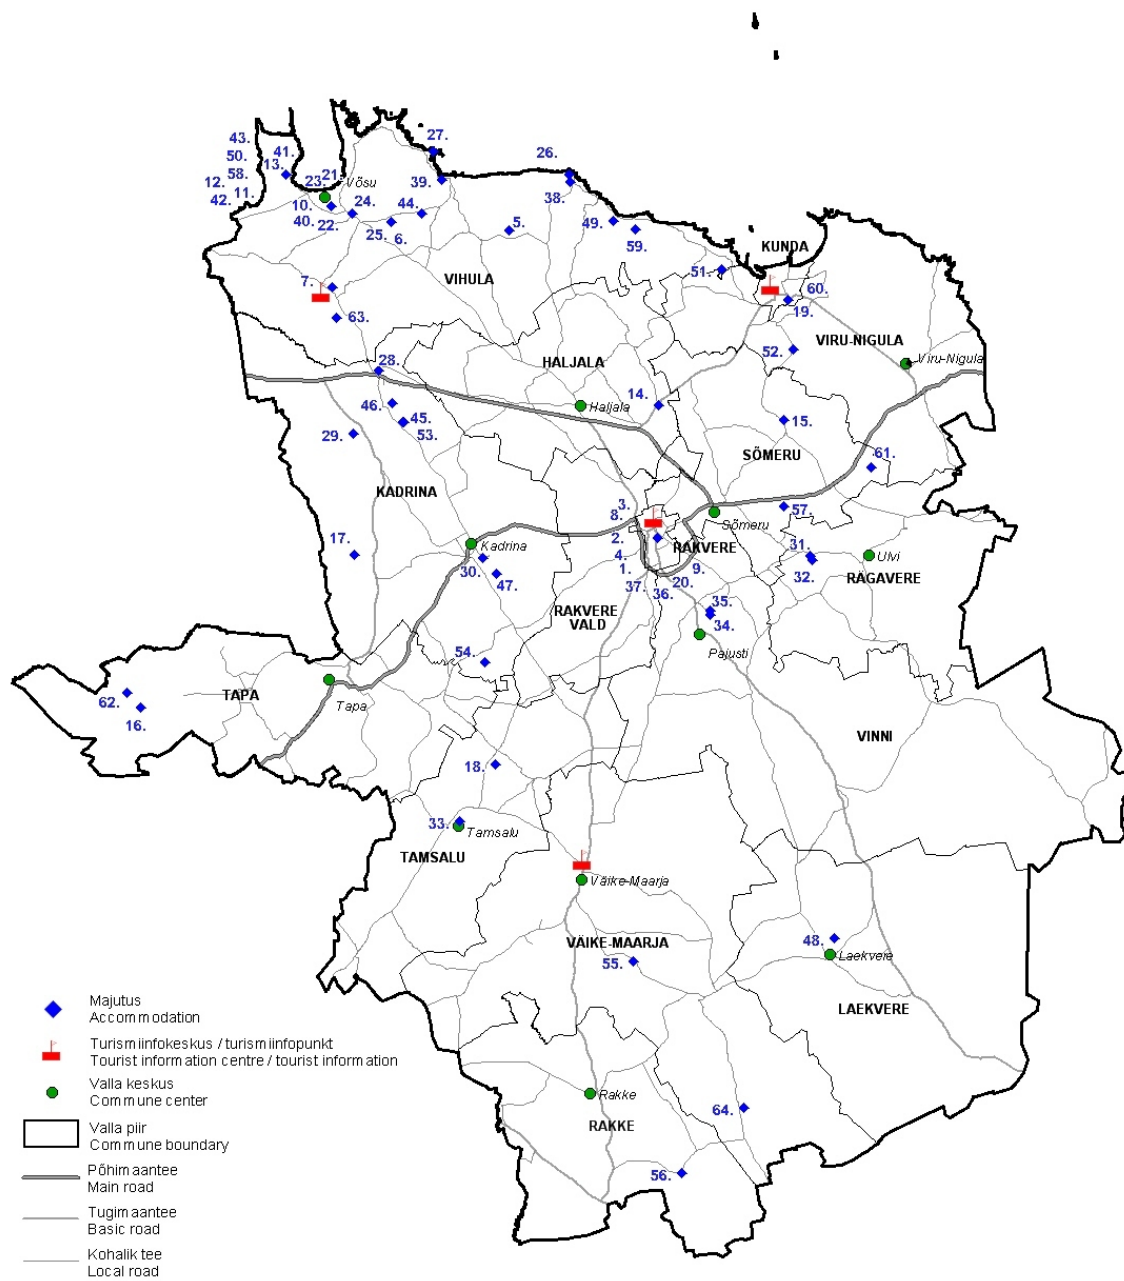 27.
43.
41.
50.
26.
13.
58.
21.
23.
Võsu
12.
11.
39.
42.
38.
10.
24.
44.
40.
22.
25.
6.
5.
49.
59.
KUNDA
51.
7.
VIHULA
60.
19.
63.
VIRU-NIGULA
52.
28.
HALJALA
Viru-Nigula
14.
46.
45.
Haljala
53.
15.
29.
SÕMERU
61.
KADRINA
3.
8.
57.
Sõmeru
17.
2.
RAKVERE
31.
Kadrina
4.
Ulvi
30.
1.
9.
32.
RÄGAVERE
47.
37.
36.
20.
RAKVERE
VALD
35.
34.
54.
Pajusti
TAPA
62.
Tapa
16.
VINNI
18.
33.
Tamsalu
TAMSALU
Väike-Maarja
VÄIKE-MAARJA
48.
Laekvere
55.
LAEKVERE
Rakke
64.
RAKKE
56.
Majutus
Accommodation
Turismiinfokeskus / turismiinfopunkt
Tourist information centre / tourist information
Valla keskus
Commune center
Valla piir
Commune boundary
Põhimaantee
Main road
Tugimaantee
Basic road
Kohalik tee
Local road